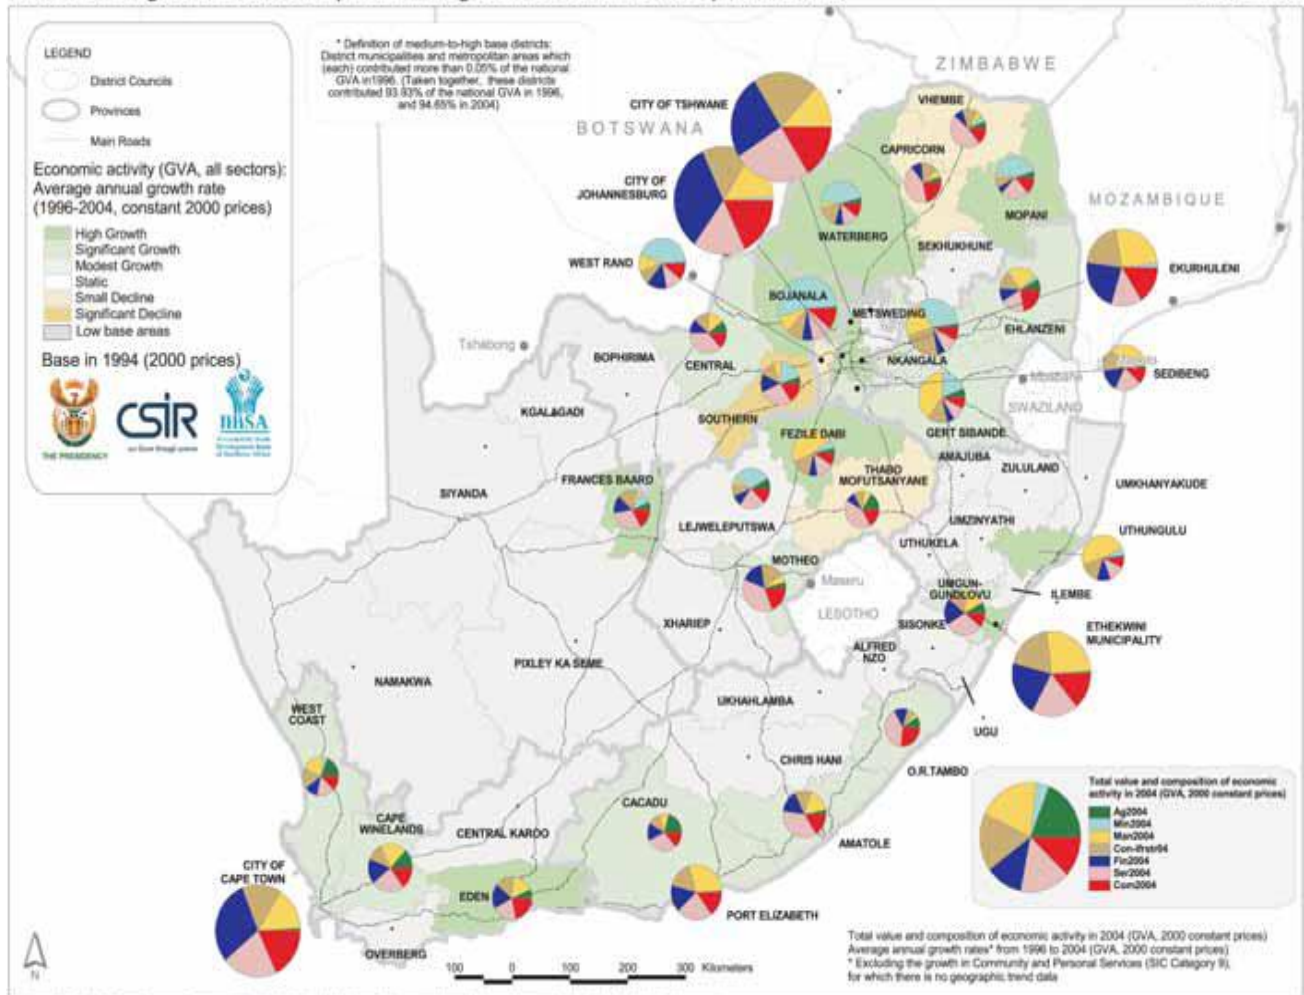 LEGEND
District Councils
Provinces
Main Roads
Economic activity (GVA, all sectors):
Average annual growth rate
(1996-2004, constant 2000 prices)
High Growth
Significant Growth
Modest Growth
Static
Small Decline
Significant Decline
Low base areas
Base in 1994 (2000 prices)
THE PRESIDENCY
CSIR
our future through science
DBSA
* Definition of medium-to-high base districts:
District municipalities and metropolitan areas which
(each) contributed more than 0.05% of the national
GVA in1996. (Taken together, these districts
contributed 93.93% of the national GVA in 1996,
and 94.65% in 2004)
ZIMBABWE
BOTSWANA
MOZAMBIQUE
CITY OF TSHWANE
VHEMBE
CAPRICORN
CITY OF
JOHANNESBURG
MOPANI
WATERBERG
SEKHUKHUNE
WEST RAND
EKURHULENI
BOJANALA
METSWEDING
EHLANZENI
Tshabong
BOPHIRIMA
CENTRAL
NKANGALA
SEDIBENG
Mbabane
SWAZILAND
KGALAGADI
SOUTHERN
FEZILE DABI
GERT SIBANDE
AMAJUBA
ZULULAND
UMKHANYAKUDE
SIYANDA
FRANCES BAARD
THABO
MOFUTSANYANE
LEJWELEPUTSWA
UMZINYATHI
UTHUNGULU
UTHUKELA
MOTHEO
Maseru
LESOTHO
UMGUN-
GUNDLOVU
ILEMBE
XHARIEP
SISONKE
ETHEKWINI
MUNICIPALITY
ALFRED
NZO
PIXLEY KA SEME
NAMAKWA
UKHAHLAMBA
UGU
WEST
COAST
CHRIS HANI
O.R.TAMBO
CACADU
CAPE
WINELANDS
CENTRAL KAROO
AMATOLE
CITY OF
CAPE TOWN
EDEN
PORT ELIZABETH
OVERBERG
N
100 0 100 200 300 Kilometers
Total value and composition of economic
activity in 2004 (GVA, 2000 constant prices)
Ag2004
Min2004
Man2004
Con-ifrstr04
Fin2004
Ser2004
Com2004
Total value and composition of economic activity in 2004 (GVA, 2000 constant prices)
Average annual growth rates* from 1996 to 2004 (GVA, 2000 constant prices)
* Excluding the growth in Community and Personal Services (SIC Category 9),
for which there is no geographic trend data